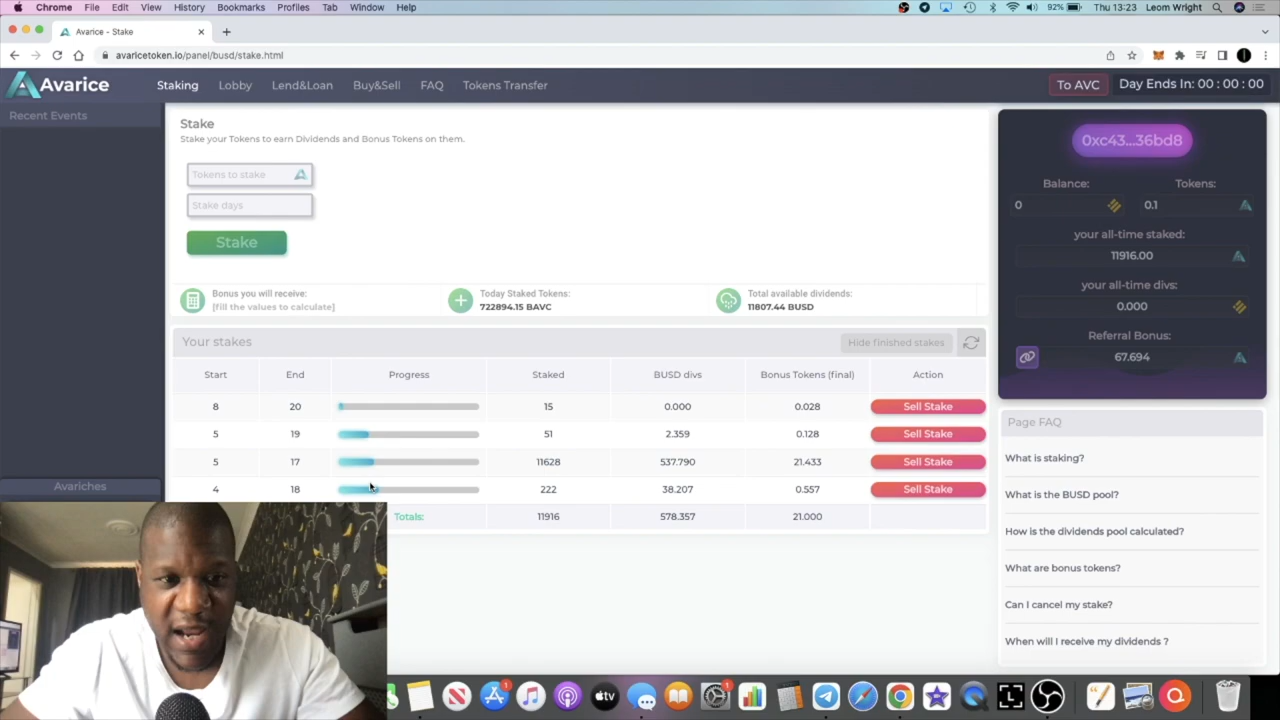 Chrome File Edit View History Bookmarks Profiles Tab Window Help 92% Thu 13:23 Leom Wright
Avarice - Stake
avaricetoken.io/panel/busd/stake.html
Avarice Staking Lobby Lend&Loan Buy&Sell FAQ Tokens Transfer To AVC Day Ends In: 00 : 00 : 00
Recent Events
Avariches
Stake
Stake your Tokens to earn Dividends and Bonus Tokens on them.
Tokens to stake
Stake days
Stake
Bonus you will receive: Today Staked Tokens: Total available dividends:
[fill the values to calculate] 722894.15 BAVC 11807.44 BUSD
Your stakes Hide finished stakes
Start End Progress Staked BUSD divs Bonus Tokens (final) Action
8 20 15 0.000 0.028 Sell Stake
5 19 51 2.359 0.128 Sell Stake
5 17 11628 537.790 21.433 Sell Stake
4 18 222 38.207 0.557 Sell Stake
Totals: 11916 578.357 21.000
0xc43...36bd8
Balance: Tokens:
0 0.1
your all-time staked:
11916.00
your all-time divs:
0.000
Referral Bonus:
67.694
Page FAQ
What is staking?
What is the BUSD pool?
How is the dividends pool calculated?
What are bonus tokens?
Can I cancel my stake?
When will I receive my dividends ?
tv
1
1